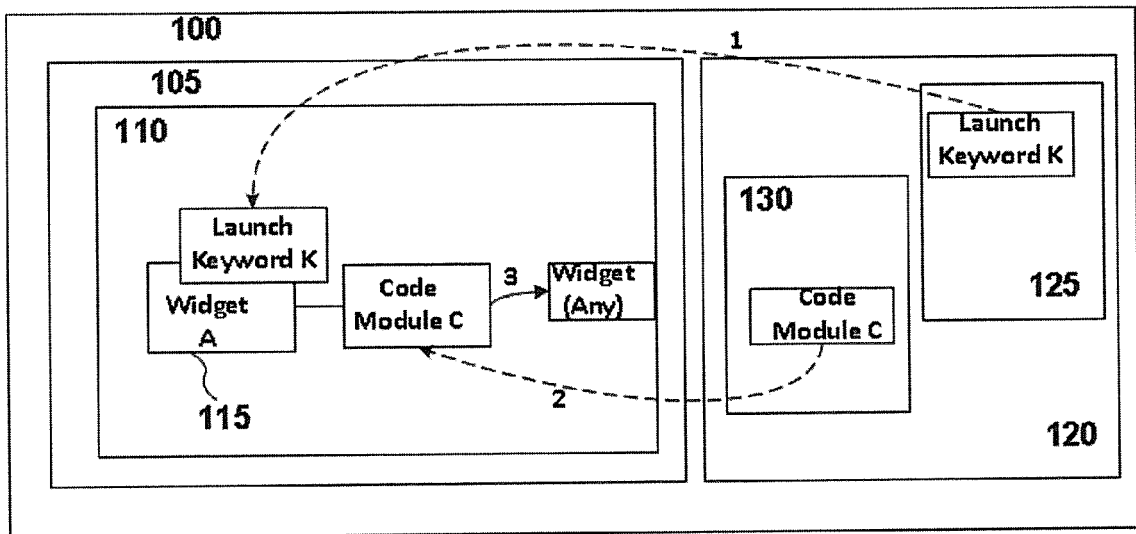 100
1
105
110
Launch
Keyword K
130
Launch
Keyword K
Widget
A
Code
Module C
3
Widget
(Any)
125
Code
Module C
2
115
120